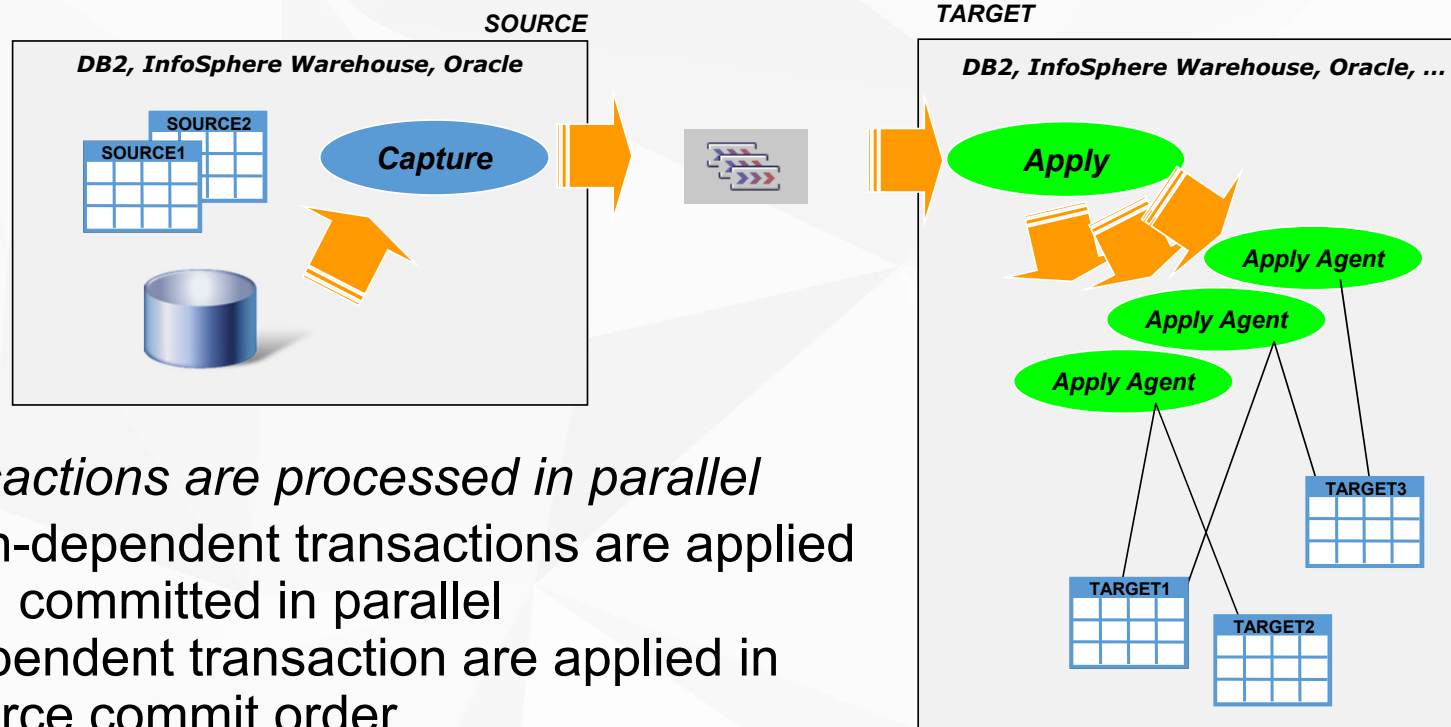 SOURCE
TARGET
DB2, InfoSphere Warehouse, Oracle
DB2, InfoSphere Warehouse, Oracle, ...
SOURCE2
SOURCE1
Capture
Apply
Apply Agent
Apply Agent
Apply Agent
TARGET3
TARGET1
TARGET2
sactions are processed in parallel
n-dependent transactions are applied
committed in parallel
pendent transaction are applied in
rce commit order